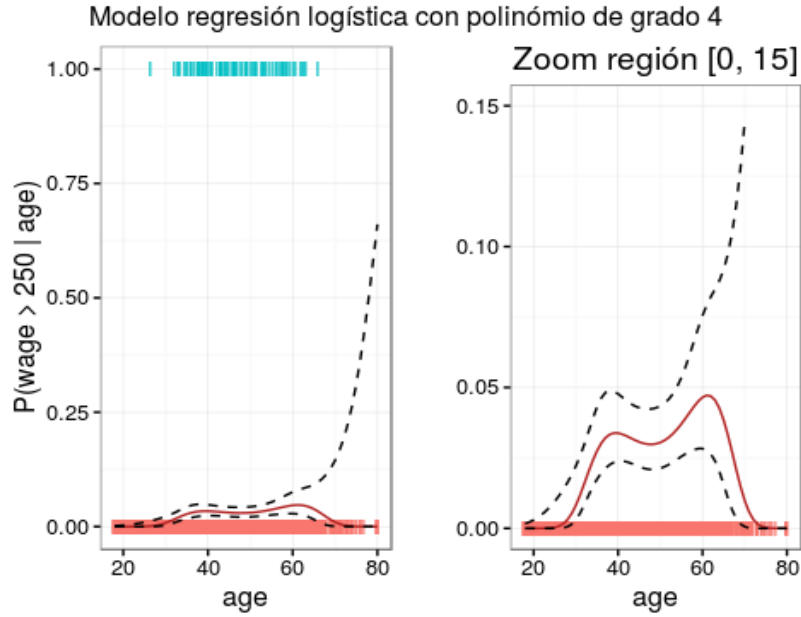 Modelo regresión logística con polinómio de grado 4
Zoom región [0, 15]
P(wage > 250 | age)
1.00
0.75
0.50
0.25
0.00
20 40 60 80
age
0.15
0.10
0.05
0.00
20 40 60 80
age